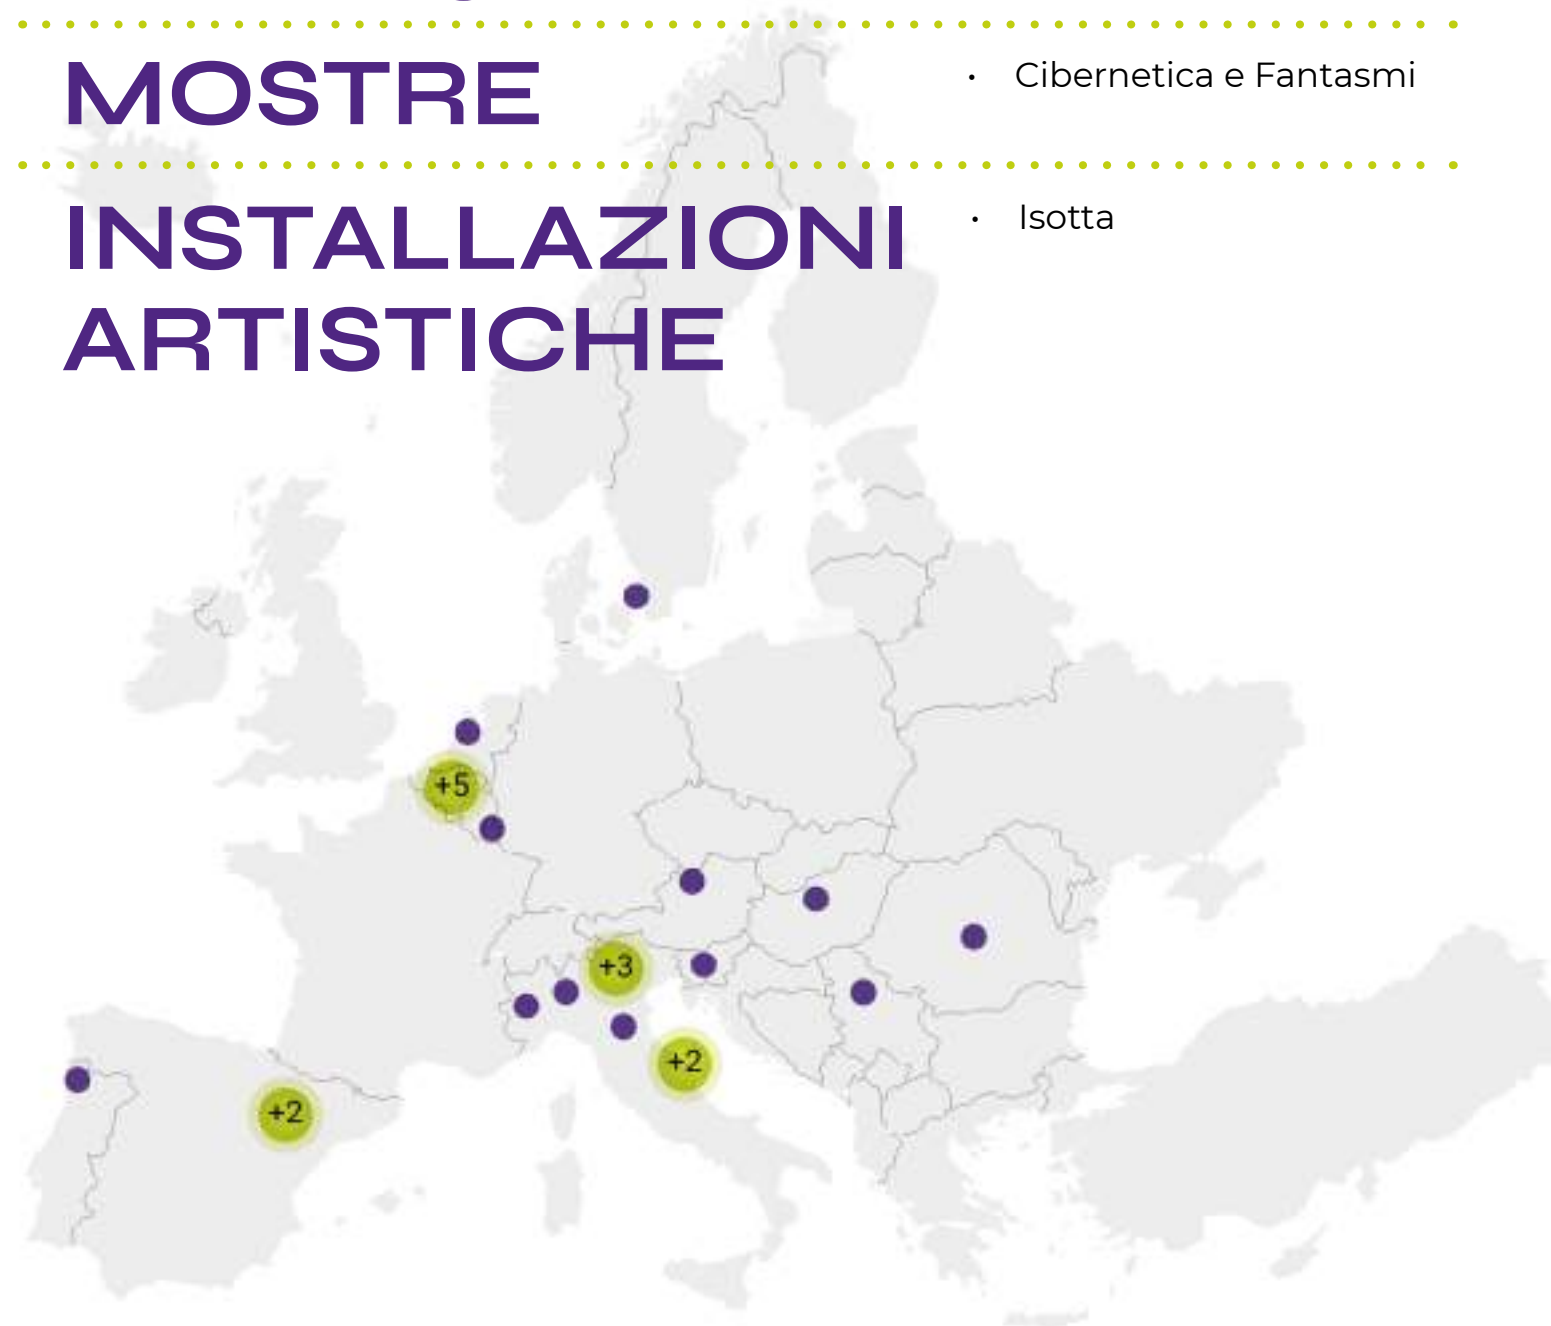 MOSTRE
• Cibernetica e Fantasmi
INSTALLAZIONI
ARTISTICHE
• Isotta
+5
+3
+2
+2